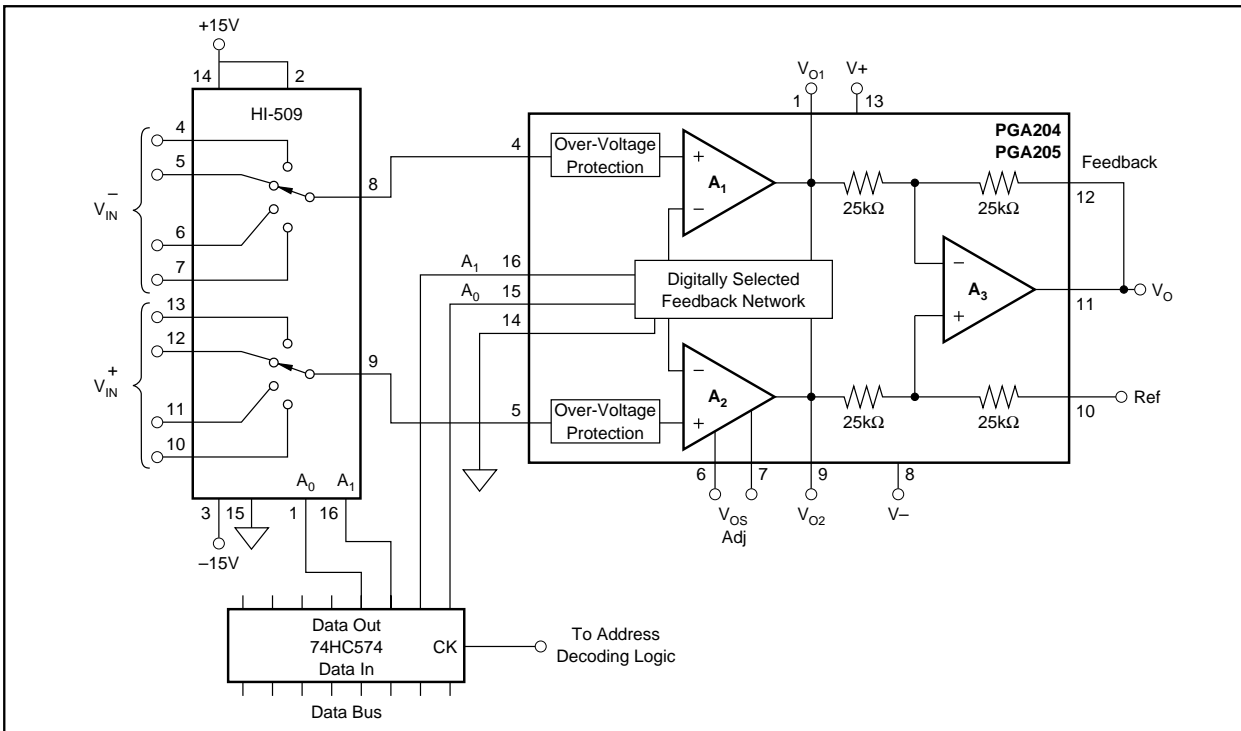 +15V
14
2
HI-509
V–IN
4
5
6
7
8
V+IN
13
12
11
10
9
A0
A1
3
15
1
16
–15V
Data Out
74HC574
Data In
CK
Data Bus
To Address
Decoding Logic
VO1
1
V+
13
PGA204
PGA205
4
Over-Voltage
Protection
+
A1
–
25kΩ
25kΩ
Feedback
12
A1
16
A0
15
14
Digitally Selected
Feedback Network
–
A3
+
11
VO
–
A2
+
5
Over-Voltage
Protection
25kΩ
25kΩ
10
Ref
6
7
9
8
VOS
Adj
VO2
V–